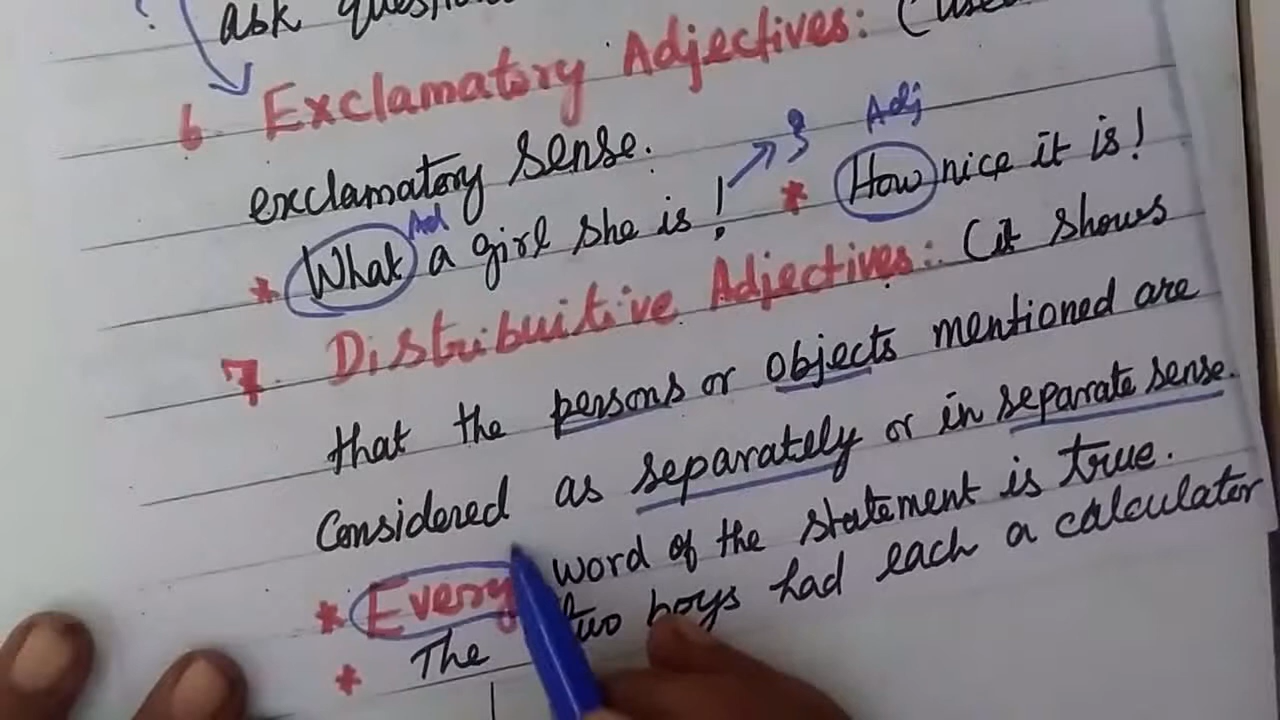 ask
6. Exclamatory Adjectives: (
exclamatory sense.
Ad
Adj
* What a girl she is! * How nice it is!
7. Distribuitive Adjectives: (it shows
that the persons or objects mentioned are
Considered as separately or in separate sense.
* Every word of the statement is true.
* The two boys had each a calculator